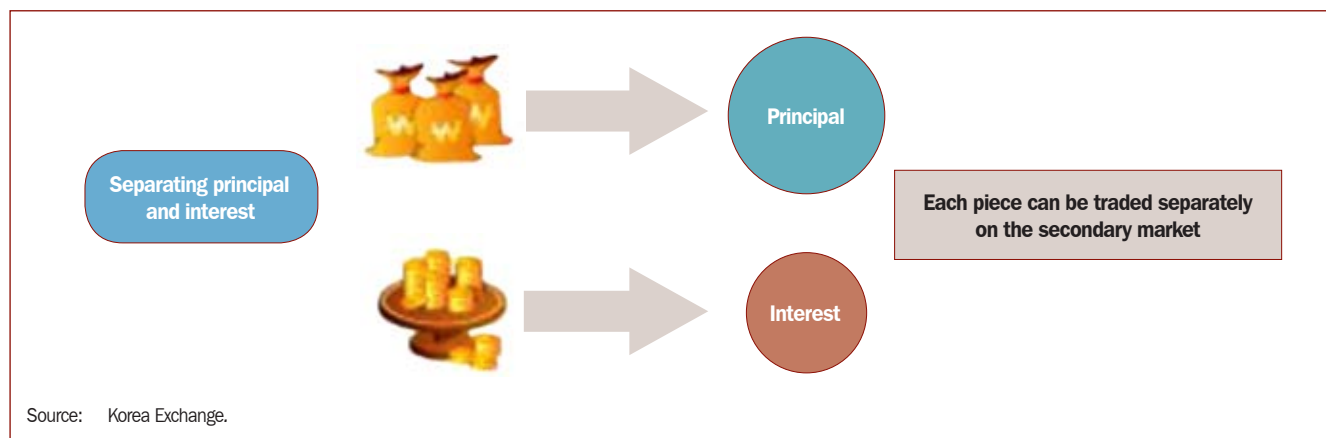 Separating principal
and interest
Principal
Interest
Each piece can be traded separately
on the secondary market
Source: Korea Exchange.